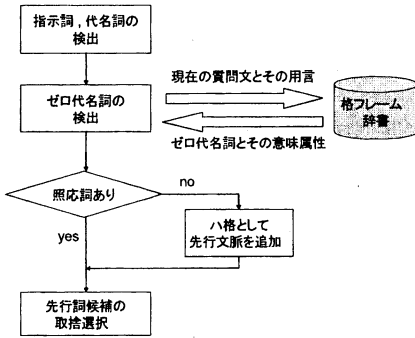 指示詞，代名詞の
検出
現在の質問文とその用言
ゼロ代名詞の
検出
格フレーム
辞書
ゼロ代名詞とその意味属性
照応詞あり
no
yes
ハ格として
先行文脈を追加
先行詞候補の
取捨選択